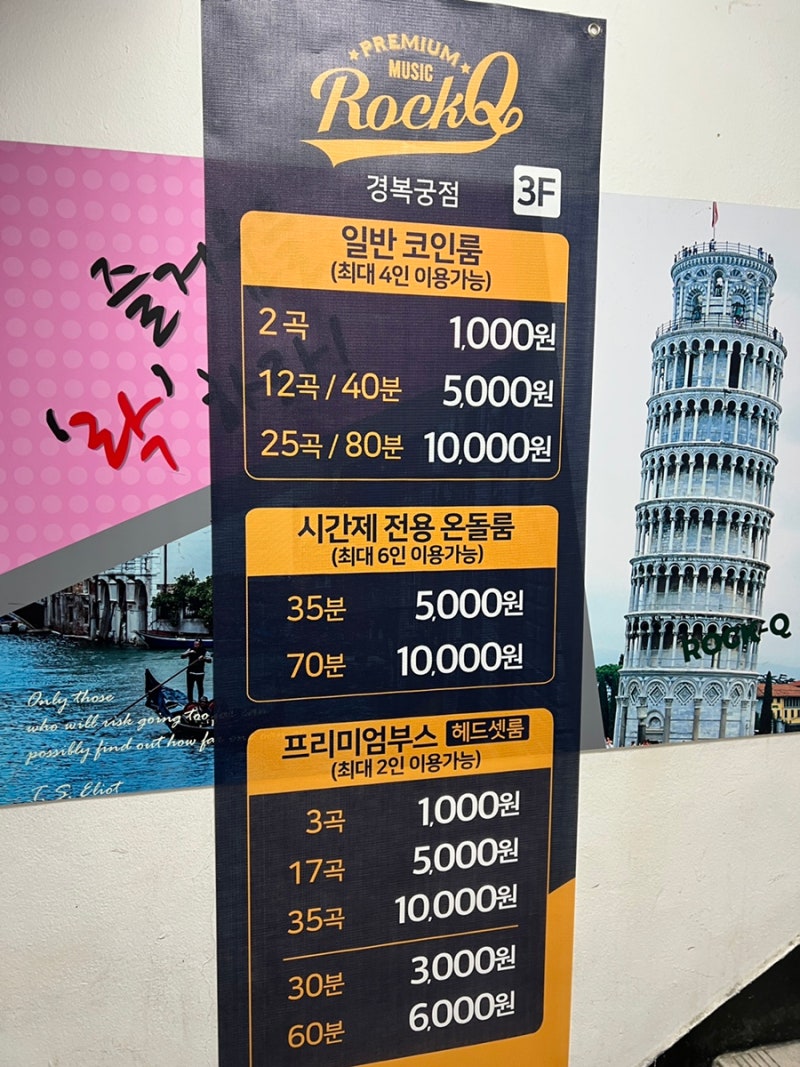 PREMIUM
MUSIC
RockQ
경복궁점
3F
일반 코인룸
(최대 4인 이용가능)
2곡 1,000원
12곡 / 40분 5,000원
25곡 / 80분 10,000원
시간제 전용 온돌룸
(최대 6인 이용가능)
35분 5,000원
70분 10,000원
프리미엄부스 헤드셋룸
(최대 2인 이용가능)
3곡 1,000원
17곡 5,000원
35곡 10,000원
30분 3,000원
60분 6,000원
'락'
Only those
who will risk going too
possibly find out how
T. S. Eliot
ROCK-Q